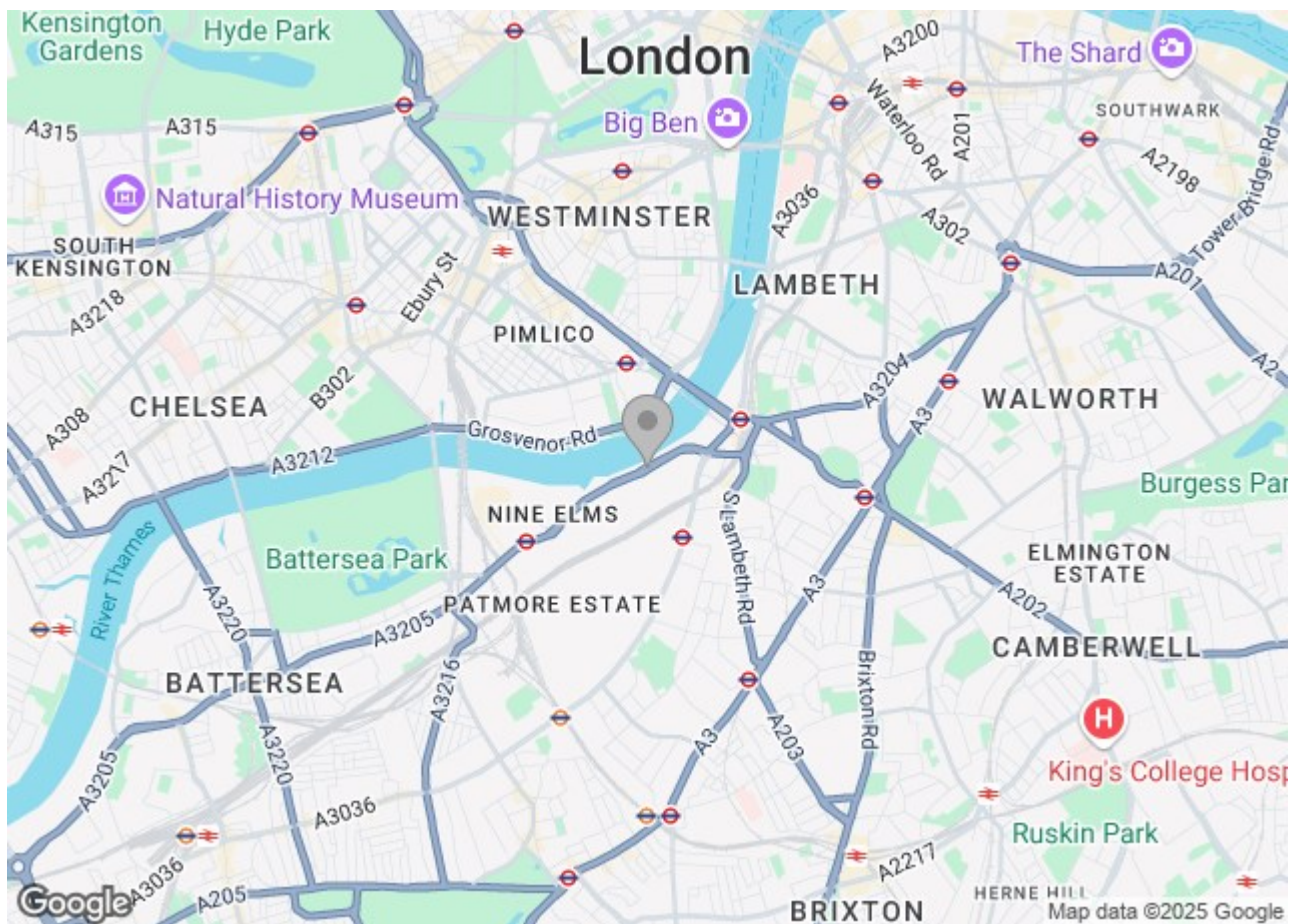 Kensington
Gardens
Hyde Park
London
A3200
The Shard
A315
A315
Big Ben
Waterloo Rd
A201
SOUTHWARK
Natural History Museum
WESTMINSTER
A3036
A302
A2198
Tower Bridge Rd
SOUTH
KENSINGTON
A3218
Ebury St
LAMBETH
A201
PIMLICO
A3204
A2
CHELSEA
B302
A308
A3217
A3212
Grosvenor Rd
A3
WALWORTH
Burgess Par
NINE ELMS
S Lambeth Rd
River Thames
Battersea Park
ELMINGTON
ESTATE
A3220
A3205
PATMORE ESTATE
A3
A202
BATTERSEA
A3216
Brixton Rd
CAMBERWELL
A3205
A3220
A3
A203
King's College Hosp
A3036
Ruskin Park
A3036
A205
A2217
HERNE HILL
BRIXTON
Google
Map data ©2025 Google